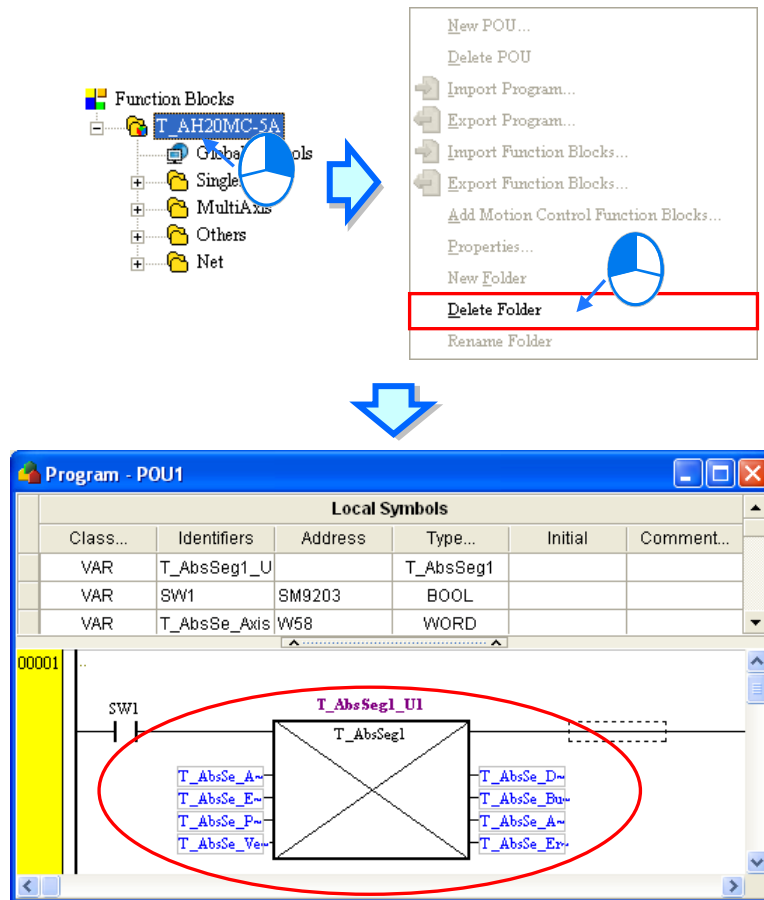 Function Blocks
T_AH20MC-5A
Global
ols
Single
MultiAxis
Others
Net
New POU...
Delete POU
Import Program...
Export Program...
Import Function Blocks...
Export Function Blocks...
Add Motion Control Function Blocks...
Properties...
New Folder
Delete Folder
Rename Folder
Program - POU1
Local Symbols
Class... Identifiers Address Type... Initial Comment...
VAR T_AbsSeg1_U T_AbsSeg1
VAR SW1 SM9203 BOOL
VAR T_AbsSe_Axis W58 WORD
00001
SW1
T_AbsSeg1_U1
T_AbsSeg1
T_AbsSe_A~ T_AbsSe_D~
T_AbsSe_E~ T_AbsSe_Bu~
T_AbsSe_P~ T_AbsSe_A~
T_AbsSe_Ve~ T_AbsSe_Er~